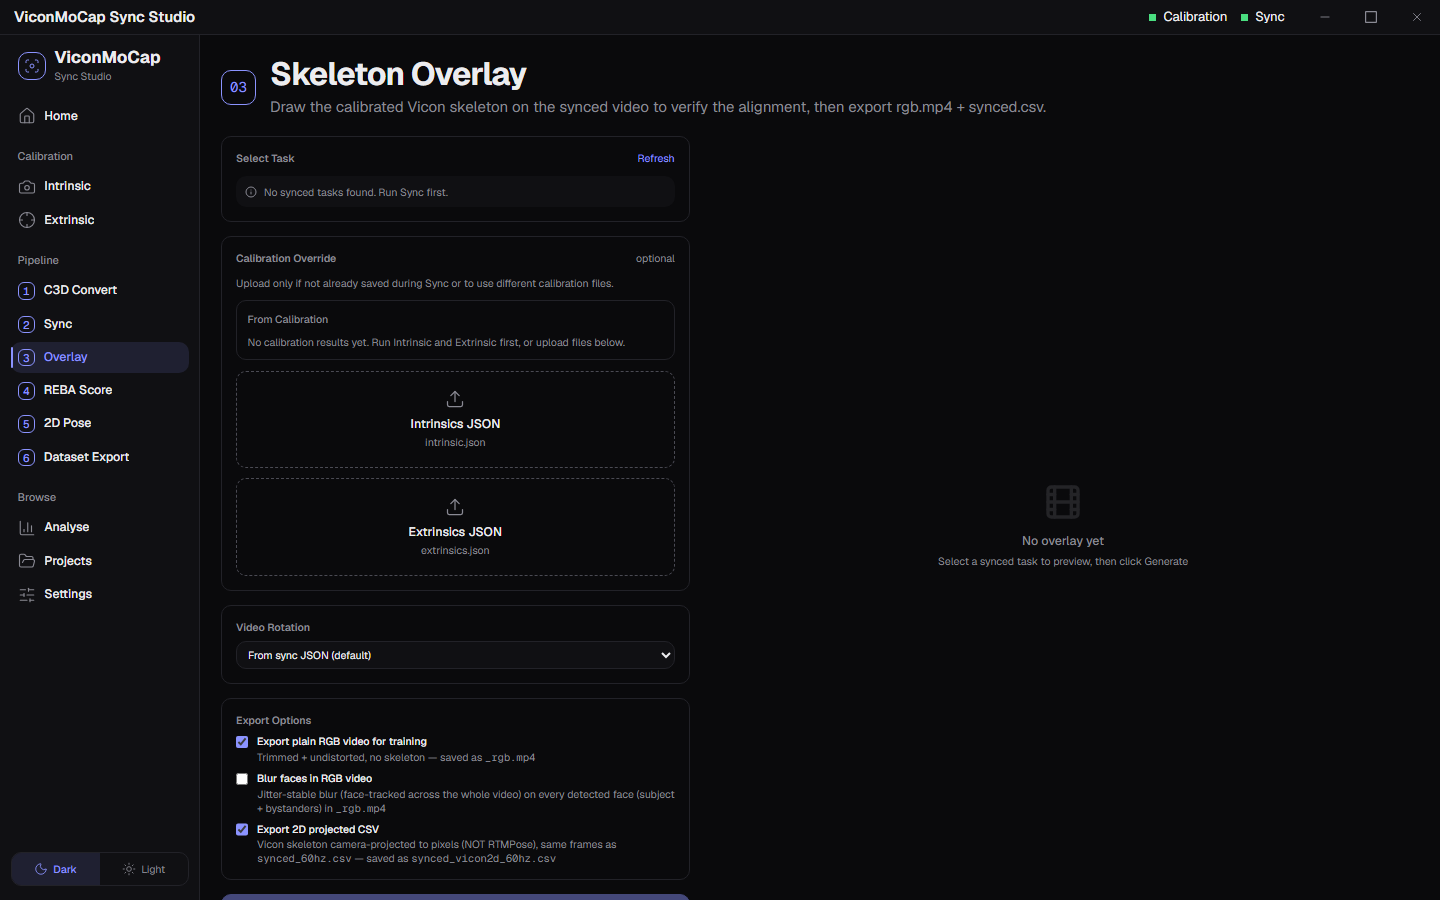 ViconMoCap Sync Studio
Calibration
Sync
ViconMoCap
Sync Studio
Home
Calibration
Intrinsic
Extrinsic
Pipeline
1 C3D Convert
2 Sync
3 Overlay
4 REBA Score
5 2D Pose
6 Dataset Export
Browse
Analyse
Projects
Settings
Dark
Light
03
Skeleton Overlay
Draw the calibrated Vicon skeleton on the synced video to verify the alignment, then export rgb.mp4 + synced.csv.
Select Task
Refresh
No synced tasks found. Run Sync first.
Calibration Override
optional
Upload only if not already saved during Sync or to use different calibration files.
From Calibration
No calibration results yet. Run Intrinsic and Extrinsic first, or upload files below.
Intrinsics JSON
intrinsic.json
Extrinsics JSON
extrinsics.json
Video Rotation
From sync JSON (default)
Export Options
Export plain RGB video for training
Trimmed + undistorted, no skeleton — saved as _rgb.mp4
Blur faces in RGB video
Jitter-stable blur (face-tracked across the whole video) on every detected face (subject
+ bystanders) in _rgb.mp4
Export 2D projected CSV
Vicon skeleton camera-projected to pixels (NOT RTMPose), same frames as
synced_60hz.csv — saved as synced_vicon2d_60hz.csv
No overlay yet
Select a synced task to preview, then click Generate